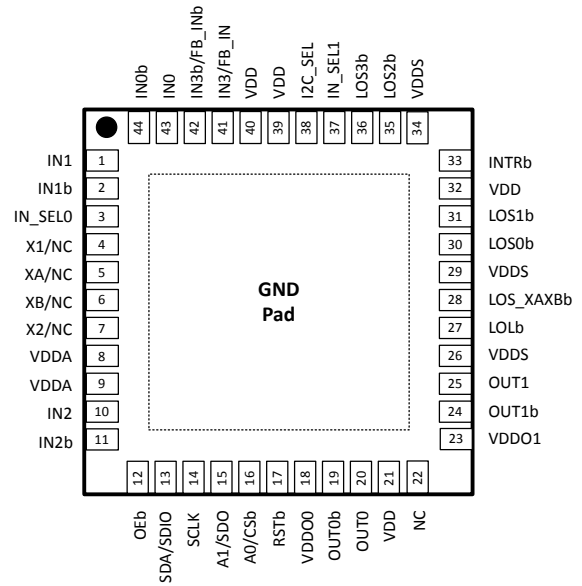 IN0b
IN0
IN3b/FB_INb
IN3/FB_IN
VDD
VDD
I2C_SEL
IN_SEL1
LOS3b
LOS2b
VDDS
44
43
42
41
40
39
38
37
36
35
34
IN1 1
IN1b 2
IN_SEL0 3
X1/NC 4
XA/NC 5
XB/NC 6
X2/NC 7
VDDA 8
VDDA 9
IN2 10
IN2b 11
GND
Pad
33 INTRb
32 VDD
31 LOS1b
30 LOS0b
29 VDDS
28 LOS_XAXBb
27 LOLb
26 VDDS
25 OUT1
24 OUT1b
23 VDDO1
12
13
14
15
16
17
18
19
20
21
22
OEb
SDA/SDIO
SCLK
A1/SDO
A0/CSb
RSTb
VDDO0
OUT0b
OUT0
VDD
NC